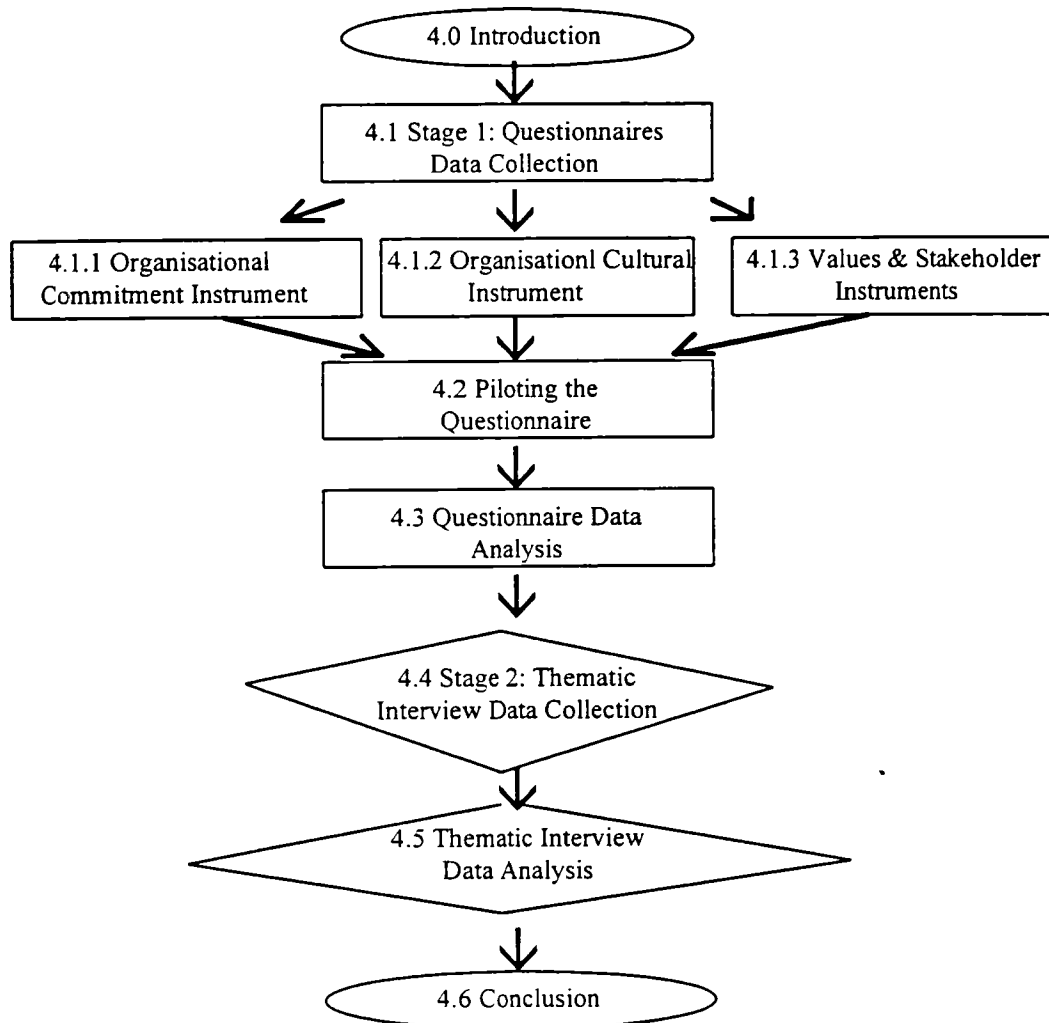 4.0 Introduction
4.1 Stage 1: Questionnaires
Data Collection
4.1.1 Organisational
Commitment Instrument
4.1.2 Organisationl Cultural
Instrument
4.1.3 Values & Stakeholder
Instruments
4.2 Piloting the
Questionnaire
4.3 Questionnaire Data
Analysis
4.4 Stage 2: Thematic
Interview Data Collection
4.5 Thematic Interview
Data Analysis
4.6 Conclusion